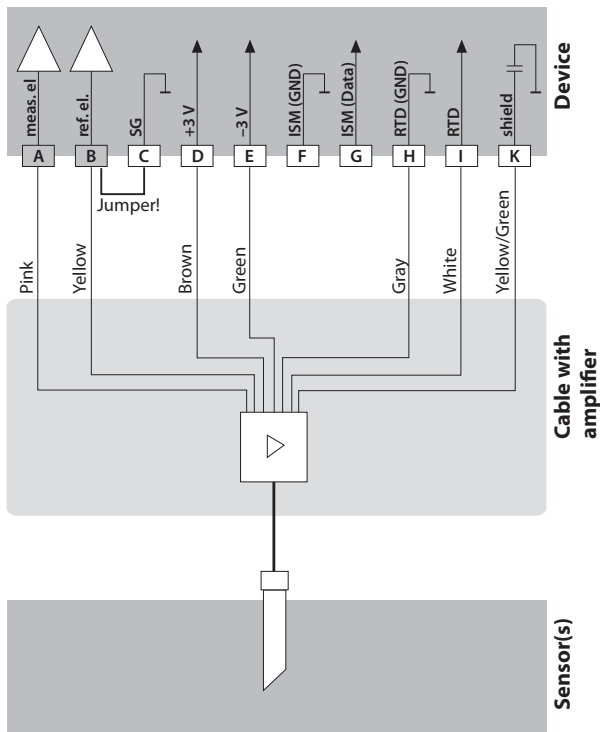 meas. el
ref. el.
SG
+3 V
–3 V
ISM (GND)
ISM (Data)
RTD (GND)
RTD
shield
Device
A
B
C
D
E
F
G
H
I
K
Jumper!
Pink
Yellow
Brown
Green
Gray
White
Yellow/Green
Cable with
amplifier
Sensor(s)